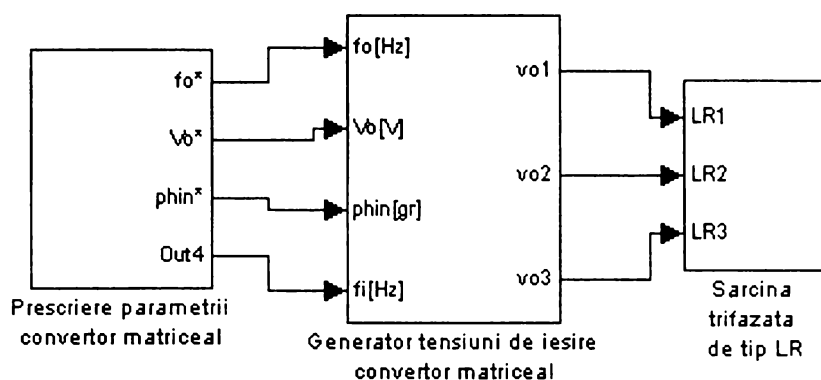 fo*
Vo*
phin*
Out4
Prescriere parametrii
convertor matriceal
fo[Hz]
Vo[V]
phin[gr]
fi[Hz]
vo1
vo2
vo3
Generator tensiuni de iesire
convertor matriceal
LR1
LR2
LR3
Sarcina
trifazata
de tip LR